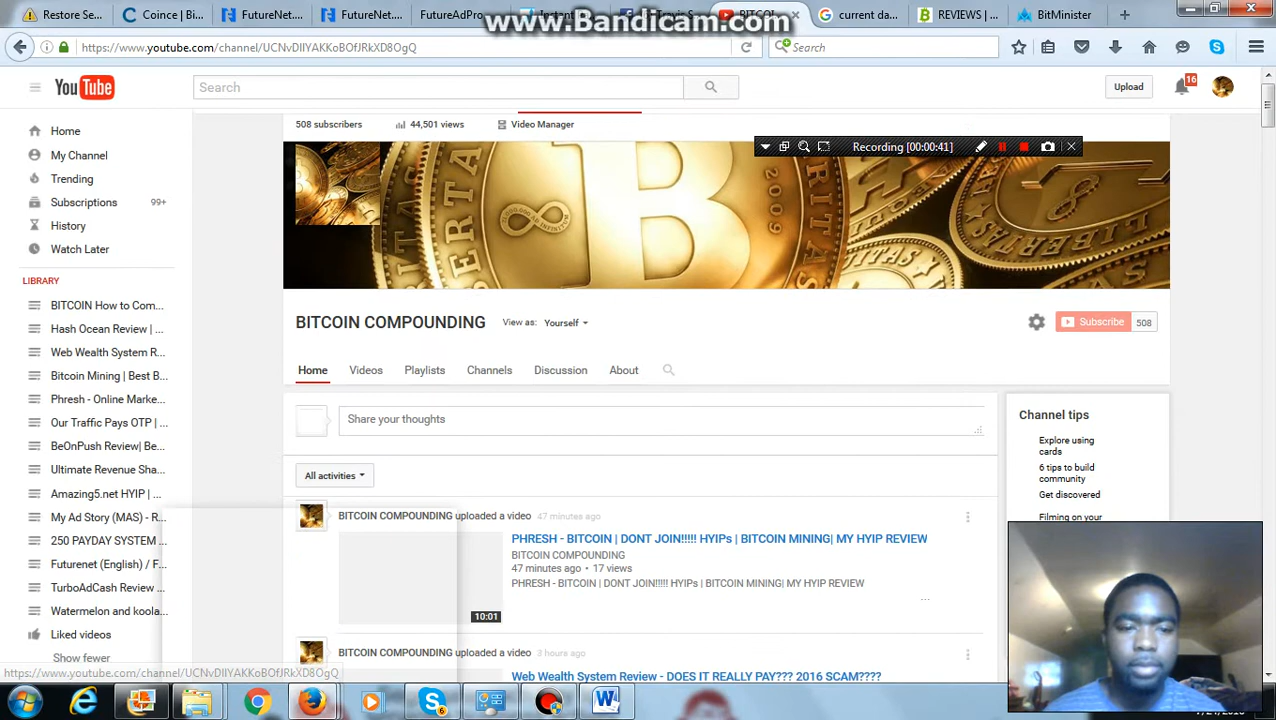 www.Bandicam.com
Restore Se...
Coince | Bi...
FutureNet...
FutureNet...
FutureAdPro...
current da...
REVIEWS | ...
BitMinister
https://www.youtube.com/channel/UCNvDIIYAKKoBOfJRkXD8OgQ
Search
YouTube
Search
Upload
16
Home
My Channel
Trending
Subscriptions 99+
History
Watch Later
LIBRARY
BITCOIN How to Com...
Hash Ocean Review | ...
Web Wealth System R...
Bitcoin Mining | Best B...
Phresh - Online Marke...
Our Traffic Pays OTP | ...
BeOnPush Review| Be...
Ultimate Revenue Sha...
Amazing5.net HYIP | ...
My Ad Story (MAS) - R...
250 PAYDAY SYSTEM ...
Futurenet (English) / F...
TurboAdCash Review ...
Watermelon and koola...
Liked videos
Show fewer
508 subscribers
44,501 views
Video Manager
Recording [00:00:41]
2009
BITCOIN COMPOUNDING
View as: Yourself
Subscribe 508
Home Videos Playlists Channels Discussion About
Share your thoughts
All activities
BITCOIN COMPOUNDING uploaded a video 47 minutes ago
PHRESH - BITCOIN | DONT JOIN!!!!! HYIPs | BITCOIN MINING| MY HYIP REVIEW
BITCOIN COMPOUNDING
47 minutes ago • 17 views
PHRESH - BITCOIN | DONT JOIN!!!!! HYIPs | BITCOIN MINING| MY HYIP REVIEW
...
10:01
BITCOIN COMPOUNDING uploaded a video 3 hours ago
Web Wealth System Review - DOES IT REALLY PAY??? 2016 SCAM????
Channel tips
Explore using
cards
6 tips to build
community
Get discovered
Filming on your
https://www.youtube.com/channel/UCNvDIIYAKKoBOfJRkXD8OgQ